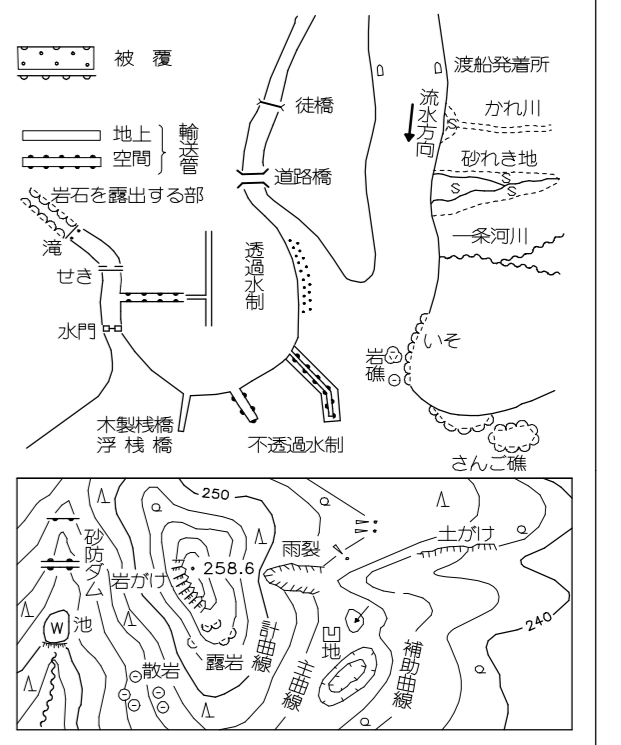 被覆
渡船発着所
徒橋
流水方向
かれ川
地上
空間
輸送管
道路橋
砂れき地
S
S
S
岩石を露出する部
滝
せき
透過水制
一条河川
水門
いそ
岩礁
木製桟橋
浮桟橋
不透過水制
さんご礁
250
砂防ダム
雨裂
土がけ
岩がけ
258.6
W
池
計曲線
凹地
補助曲線
240
露岩
散岩
主曲線